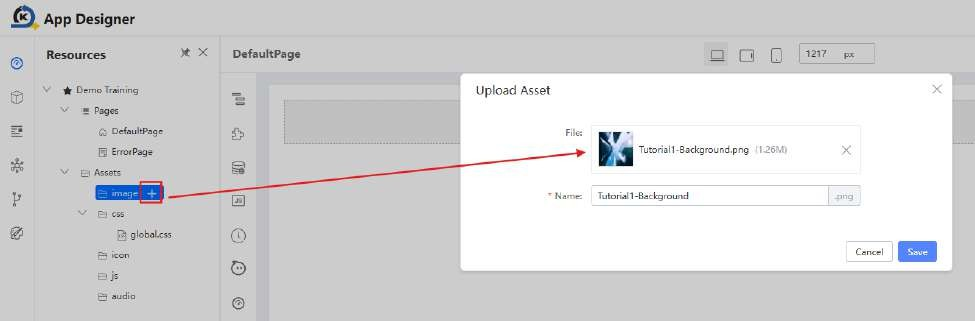 App Designer
Resources
Demo Training
Pages
DefaultPage
ErrorPage
Assets
image
css
global.css
icon
js
audio
DefaultPage
1217 px
JS
Upload Asset
File:
Tutorial1-Background.png (1.26M)
* Name: Tutorial1-Background .png
Cancel Save